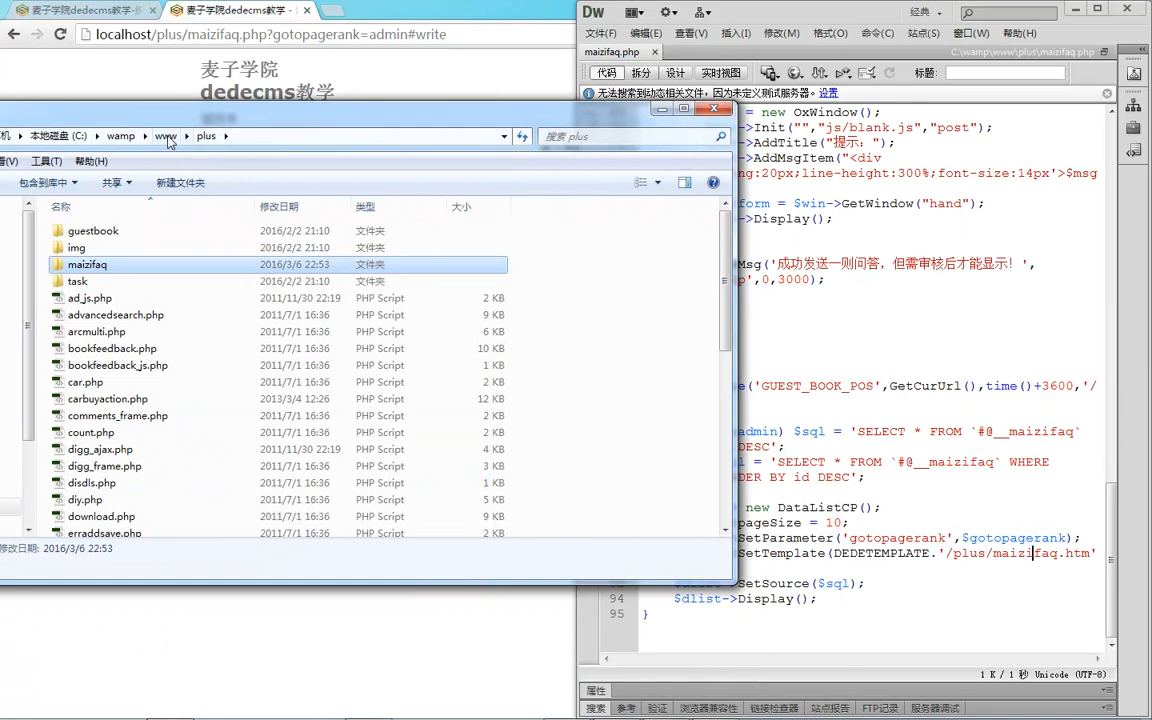 麦子学院dedecms教学-
麦子学院dedecms教学 -
localhost/plus/maizifaq.php?gotopagerank=admin#write
麦子学院
dedecms教学
机 本地磁盘 (C:) wamp www plus
搜索 plus
看(V) 工具(T) 帮助(H)
包含到库中 共享 新建文件夹
名称 修改日期 类型 大小
guestbook 2016/2/2 21:10 文件夹
img 2016/2/2 21:10 文件夹
maizifaq 2016/3/6 22:53 文件夹
task 2016/2/2 21:10 文件夹
ad_js.php 2011/11/30 22:19 PHP Script 2 KB
advancedsearch.php 2011/7/1 16:36 PHP Script 9 KB
arcmulti.php 2011/7/1 16:36 PHP Script 6 KB
bookfeedback.php 2011/7/1 16:36 PHP Script 10 KB
bookfeedback_js.php 2011/7/1 16:36 PHP Script 1 KB
car.php 2011/7/1 16:36 PHP Script 2 KB
carbuyaction.php 2013/3/4 12:26 PHP Script 12 KB
comments_frame.php 2011/7/1 16:36 PHP Script 2 KB
count.php 2011/7/1 16:36 PHP Script 2 KB
digg_ajax.php 2011/11/30 22:19 PHP Script 4 KB
digg_frame.php 2011/7/1 16:36 PHP Script 3 KB
disdls.php 2011/7/1 16:36 PHP Script 1 KB
diy.php 2011/7/1 16:36 PHP Script 5 KB
download.php 2011/7/1 16:36 PHP Script 9 KB
erraddsave.php 2011/7/1 16:36 PHP Script 2 KB
修改日期: 2016/3/6 22:53
Dw 经典
文件(F) 编辑(E) 查看(V) 插入(I) 修改(M) 格式(O) 命令(C) 站点(S) 窗口(W) 帮助(H)
maizifaq.php C:\wamp\www\plus\maizifaq.php
代码 拆分 设计 实时视图 标题:
无法搜索到动态相关文件，因为未定义测试服务器。 设置
= new OxWindow();
>Init("","js/blank.js","post");
>AddTitle("提示：");
>AddMsgItem("<div
ng:20px;line-height:300%;font-size:14px'>$msg
form = $win->GetWindow("hand");
>Display();
Msg('成功发送一则问答，但需审核后才能显示！',
p',0,3000);
e('GUEST_BOOK_POS',GetCurUrl(),time()+3600,'/
admin) $sql = 'SELECT * FROM `#@__maizifaq`
DESC';
l = 'SELECT * FROM `#@__maizifaq` WHERE
DER BY id DESC';
new DataListCP();
pageSize = 10;
SetParameter('gotopagerank',$gotopagerank);
SetTemplate(DEDETEMPLATE.'/plus/maizifaq.htm'
SetSource($sql);
94 $dlist->Display();
95 }
1 K / 1 秒 Unicode (UTF-8)
属性
搜索 参考 验证 浏览器兼容性 链接检查器 站点报告 FTP记录 服务器调试